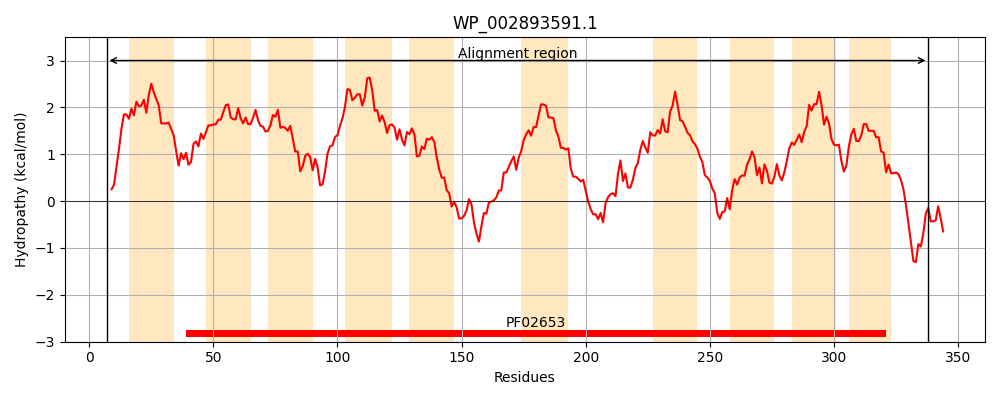 WP_002893591.1
Alignment region
PF02653
Hydropathy (kcal/mol)
3
2
1
0
−1
−2
−3
0 50 100 150 200 250 300 350
Residues